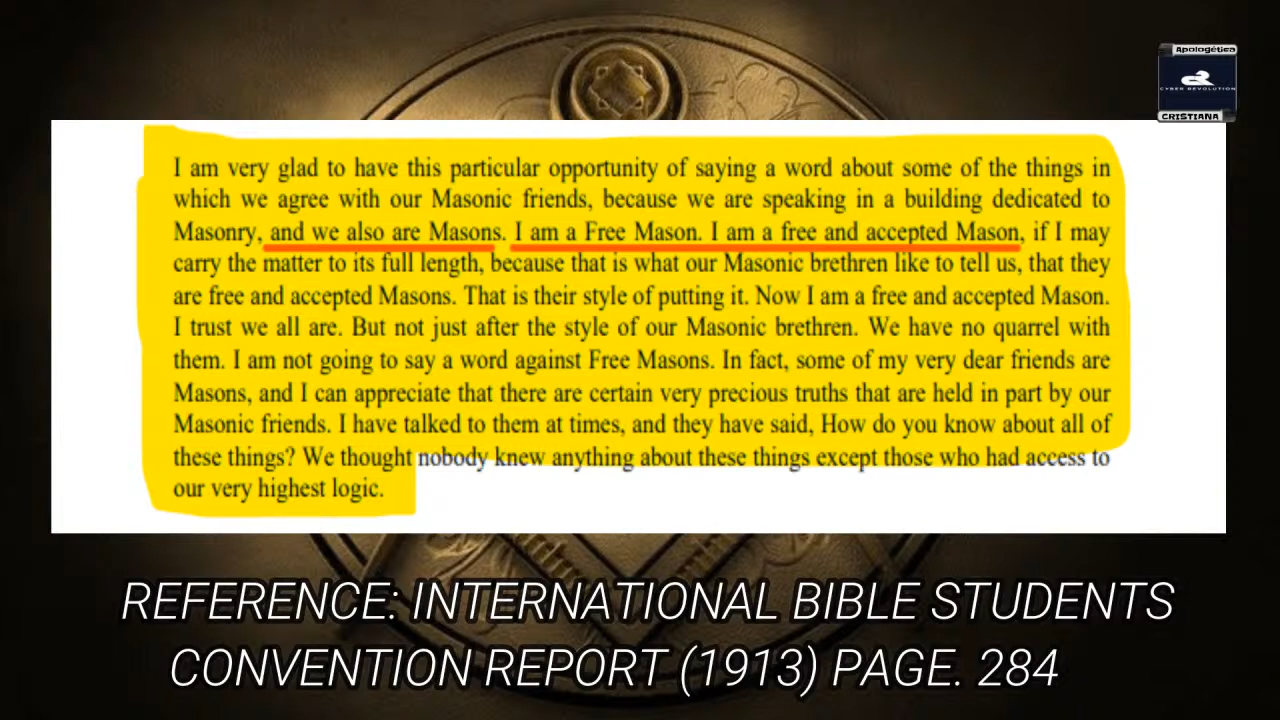 Apologética
CYBER REVOLUTION
CRISTIANA
I am very glad to have this particular opportunity of saying a word about some of the things in
which we agree with our Masonic friends, because we are speaking in a building dedicated to
Masonry, and we also are Masons. I am a Free Mason. I am a free and accepted Mason, if I may
carry the matter to its full length, because that is what our Masonic brethren like to tell us, that they
are free and accepted Masons. That is their style of putting it. Now I am a free and accepted Mason.
I trust we all are. But not just after the style of our Masonic brethren. We have no quarrel with
them. I am not going to say a word against Free Masons. In fact, some of my very dear friends are
Masons, and I can appreciate that there are certain very precious truths that are held in part by our
Masonic friends. I have talked to them at times, and they have said, How do you know about all of
these things? We thought nobody knew anything about these things except those who had access to
our very highest logic.
REFERENCE: INTERNATIONAL BIBLE STUDENTS
CONVENTION REPORT (1913) PAGE. 284